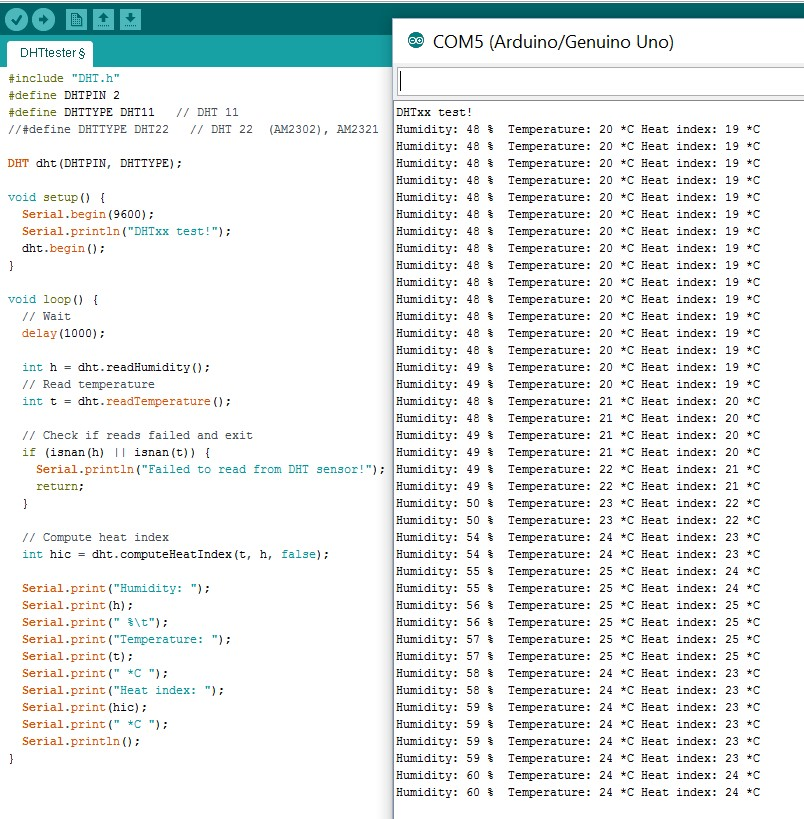 DHTtester §
#include "DHT.h"
#define DHTPIN 2
#define DHTTYPE DHT11   // DHT 11
//#define DHTTYPE DHT22   // DHT 22  (AM2302), AM2321

DHT dht(DHTPIN, DHTTYPE);

void setup() {
  Serial.begin(9600);
  Serial.println("DHTxx test!");
  dht.begin();
}

void loop() {
  // Wait
  delay(1000);

  int h = dht.readHumidity();
  // Read temperature
  int t = dht.readTemperature();

  // Check if reads failed and exit
  if (isnan(h) || isnan(t)) {
    Serial.println("Failed to read from DHT sensor!");
    return;
  }

  // Compute heat index
  int hic = dht.computeHeatIndex(t, h, false);

  Serial.print("Humidity: ");
  Serial.print(h);
  Serial.print(" %\t");
  Serial.print("Temperature: ");
  Serial.print(t);
  Serial.print(" *C ");
  Serial.print("Heat index: ");
  Serial.print(hic);
  Serial.print(" *C ");
  Serial.println();
}
COM5 (Arduino/Genuino Uno)
DHTxx test!
Humidity: 48 %  Temperature: 20 *C Heat index: 19 *C
Humidity: 48 %  Temperature: 20 *C Heat index: 19 *C
Humidity: 48 %  Temperature: 20 *C Heat index: 19 *C
Humidity: 48 %  Temperature: 20 *C Heat index: 19 *C
Humidity: 48 %  Temperature: 20 *C Heat index: 19 *C
Humidity: 48 %  Temperature: 20 *C Heat index: 19 *C
Humidity: 48 %  Temperature: 20 *C Heat index: 19 *C
Humidity: 48 %  Temperature: 20 *C Heat index: 19 *C
Humidity: 48 %  Temperature: 20 *C Heat index: 19 *C
Humidity: 48 %  Temperature: 20 *C Heat index: 19 *C
Humidity: 48 %  Temperature: 20 *C Heat index: 19 *C
Humidity: 48 %  Temperature: 20 *C Heat index: 19 *C
Humidity: 48 %  Temperature: 20 *C Heat index: 19 *C
Humidity: 48 %  Temperature: 20 *C Heat index: 19 *C
Humidity: 49 %  Temperature: 20 *C Heat index: 19 *C
Humidity: 49 %  Temperature: 20 *C Heat index: 19 *C
Humidity: 48 %  Temperature: 21 *C Heat index: 20 *C
Humidity: 48 %  Temperature: 21 *C Heat index: 20 *C
Humidity: 49 %  Temperature: 21 *C Heat index: 20 *C
Humidity: 49 %  Temperature: 21 *C Heat index: 20 *C
Humidity: 49 %  Temperature: 22 *C Heat index: 21 *C
Humidity: 49 %  Temperature: 22 *C Heat index: 21 *C
Humidity: 50 %  Temperature: 23 *C Heat index: 22 *C
Humidity: 50 %  Temperature: 23 *C Heat index: 22 *C
Humidity: 54 %  Temperature: 24 *C Heat index: 23 *C
Humidity: 54 %  Temperature: 24 *C Heat index: 23 *C
Humidity: 55 %  Temperature: 25 *C Heat index: 24 *C
Humidity: 55 %  Temperature: 25 *C Heat index: 24 *C
Humidity: 56 %  Temperature: 25 *C Heat index: 25 *C
Humidity: 56 %  Temperature: 25 *C Heat index: 25 *C
Humidity: 57 %  Temperature: 25 *C Heat index: 25 *C
Humidity: 57 %  Temperature: 25 *C Heat index: 25 *C
Humidity: 58 %  Temperature: 24 *C Heat index: 23 *C
Humidity: 58 %  Temperature: 24 *C Heat index: 23 *C
Humidity: 59 %  Temperature: 24 *C Heat index: 23 *C
Humidity: 59 %  Temperature: 24 *C Heat index: 23 *C
Humidity: 59 %  Temperature: 24 *C Heat index: 23 *C
Humidity: 59 %  Temperature: 24 *C Heat index: 23 *C
Humidity: 60 %  Temperature: 24 *C Heat index: 24 *C
Humidity: 60 %  Temperature: 24 *C Heat index: 24 *C